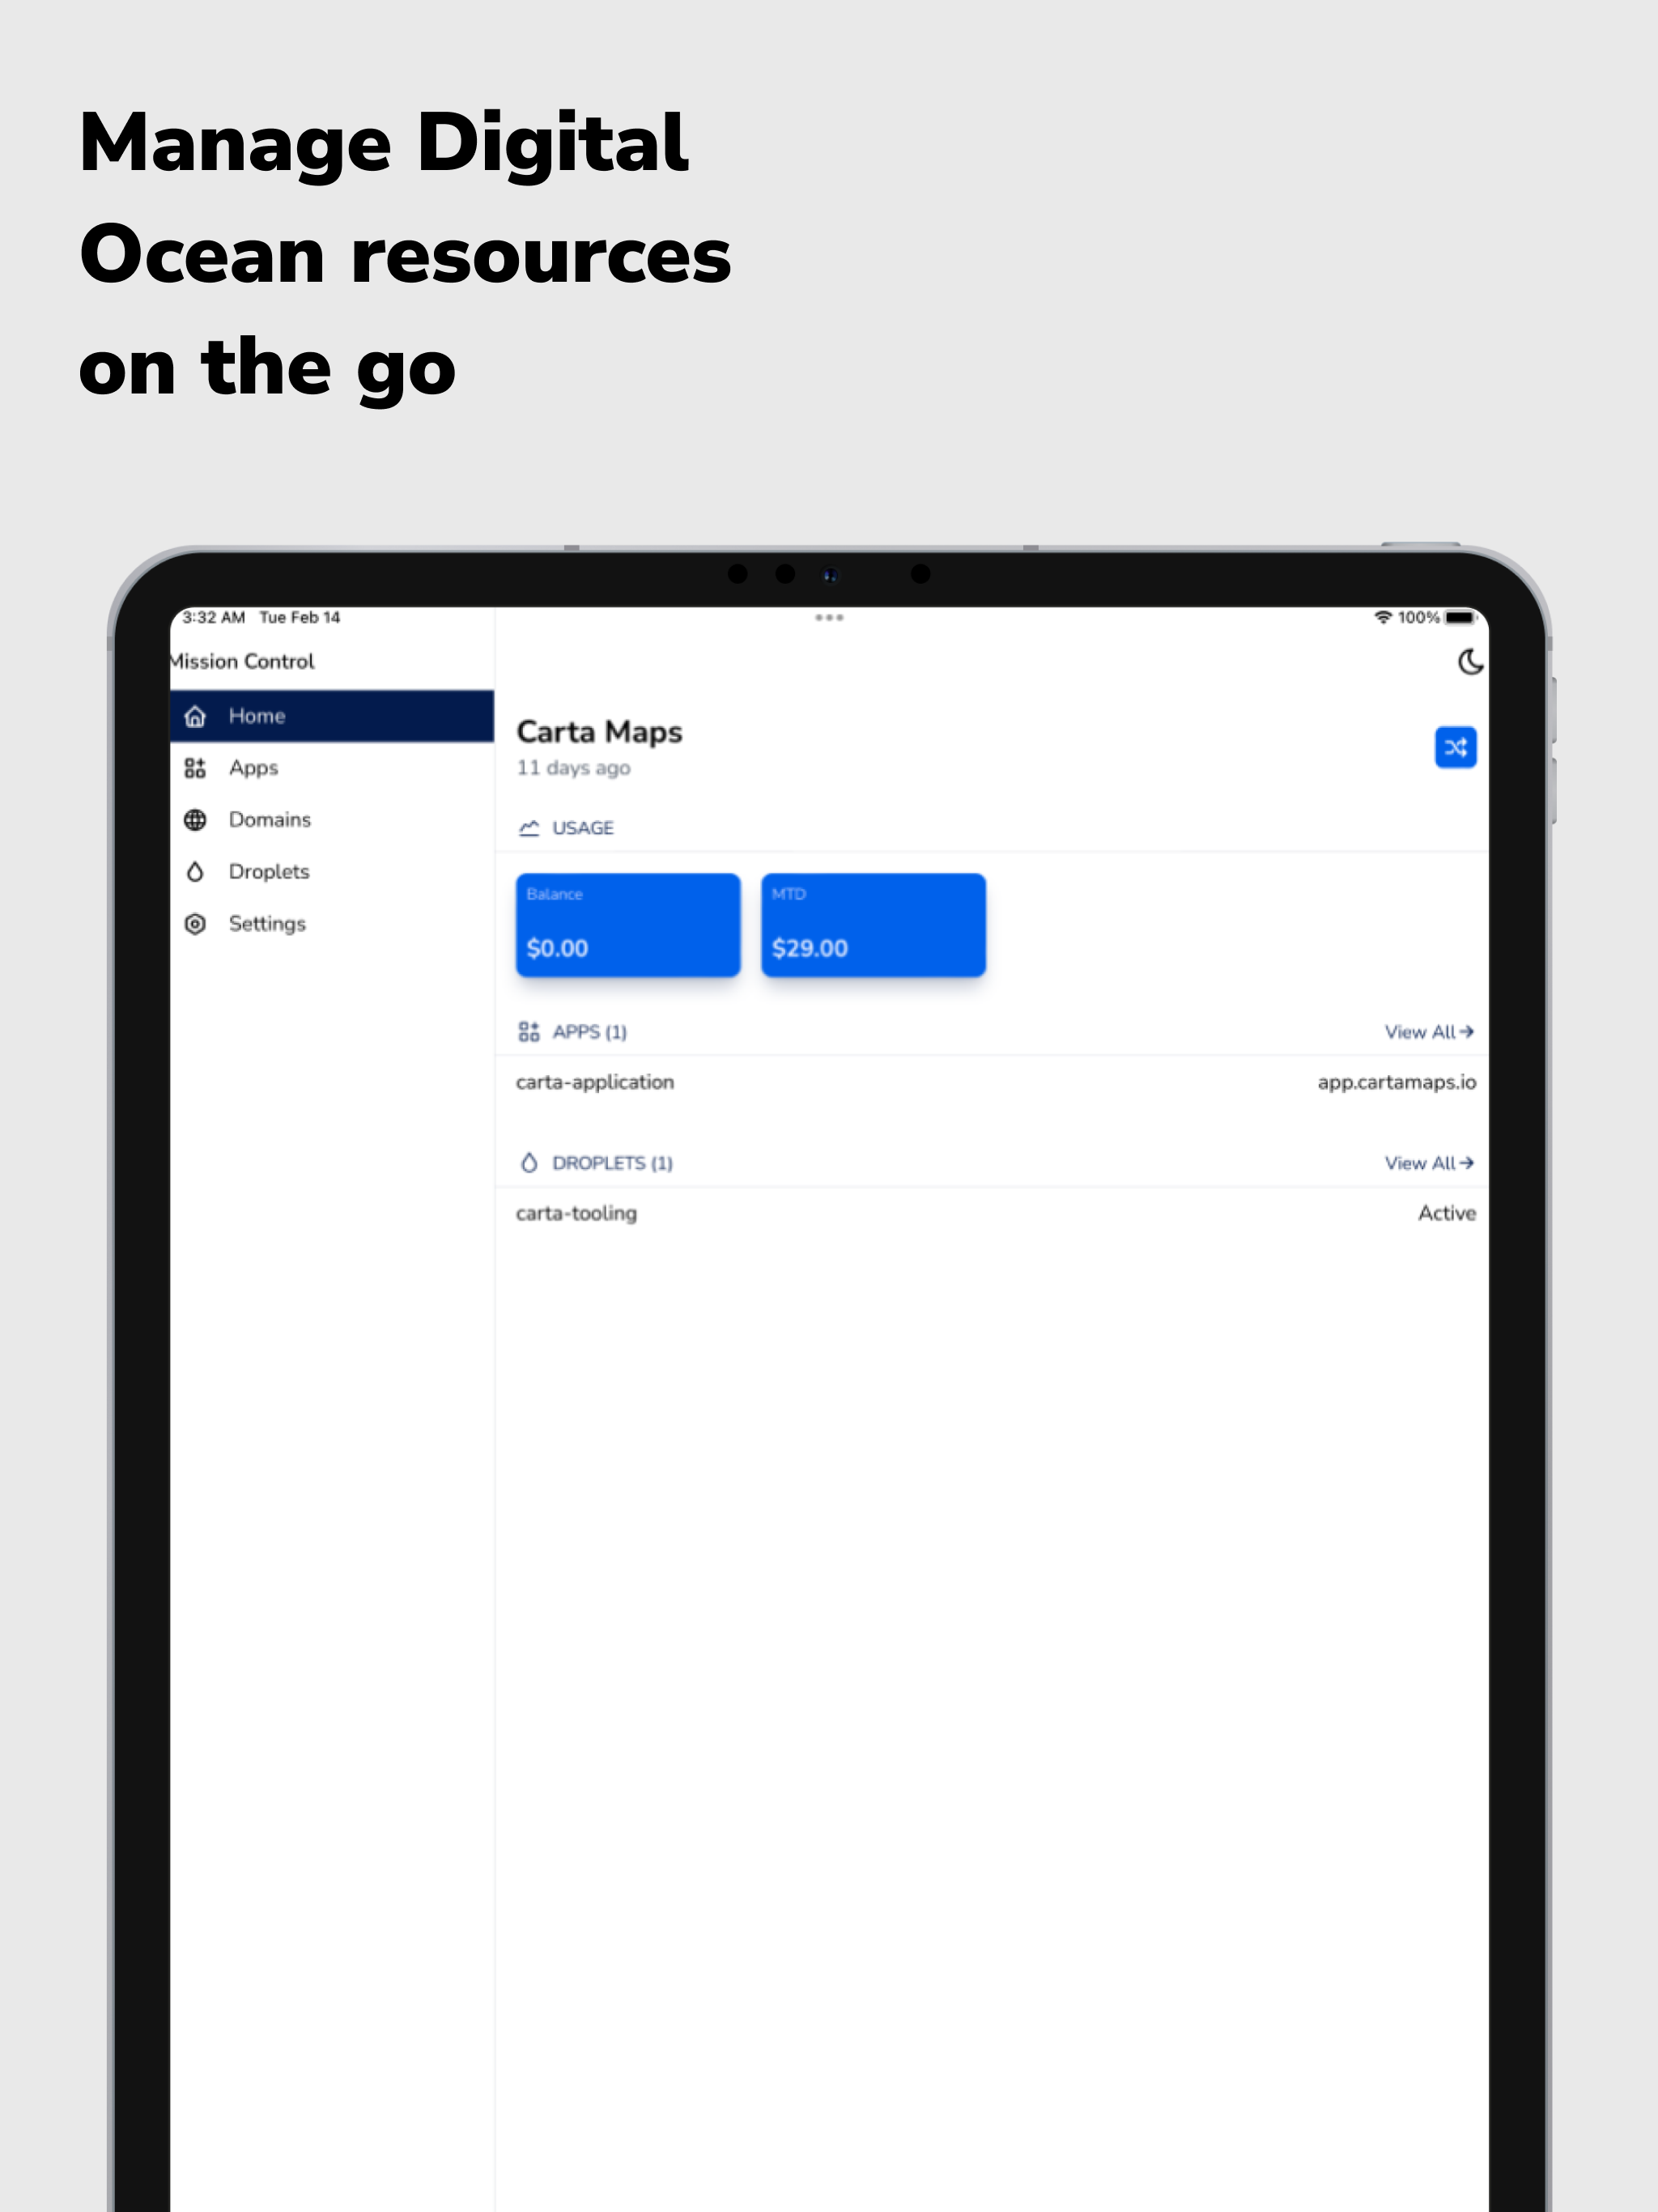 Manage Digital
Ocean resources
on the go
3:32 AM Tue Feb 14
100%
Mission Control
Home
Apps
Domains
Droplets
Settings
Carta Maps
11 days ago
USAGE
Balance
$0.00
MTD
$29.00
APPS (1)
View All
carta-application
app.cartamaps.io
DROPLETS (1)
View All
carta-tooling
Active